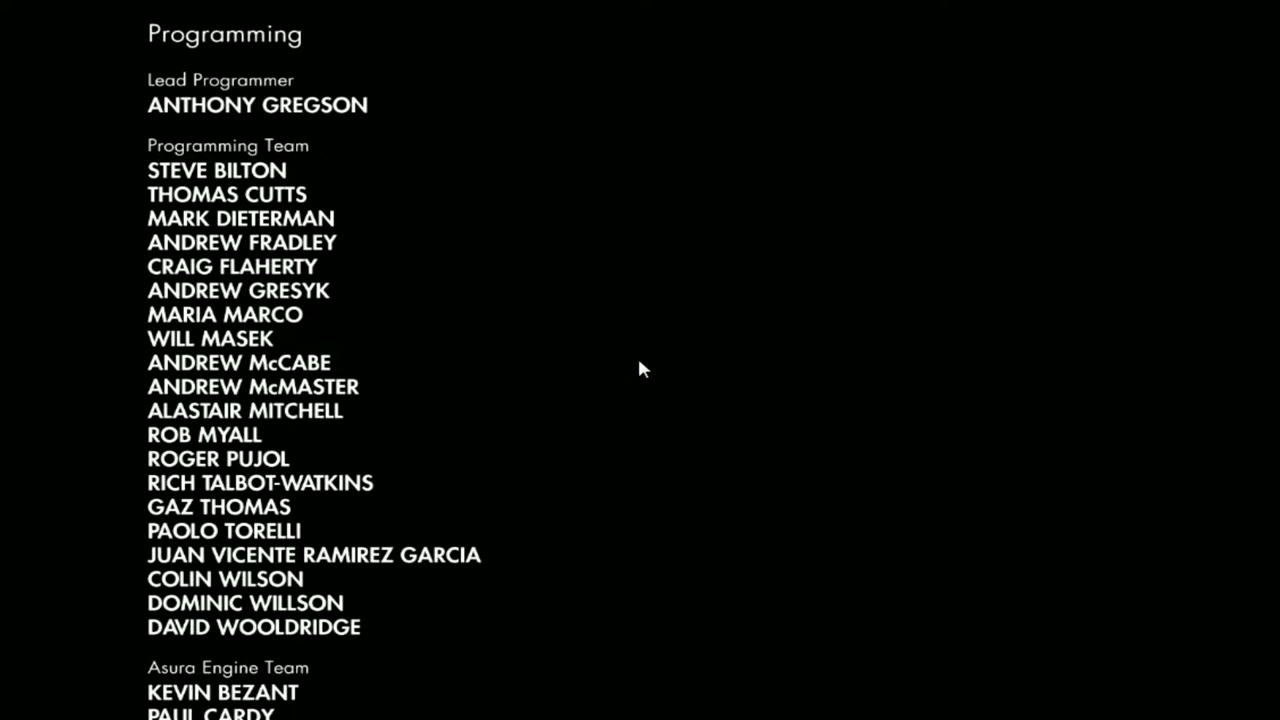 Programming
Lead Programmer
ANTHONY GREGSON
Programming Team
STEVE BILTON
THOMAS CUTTS
MARK DIETERMAN
ANDREW FRADLEY
CRAIG FLAHERTY
ANDREW GRESYK
MARIA MARCO
WILL MASEK
ANDREW McCABE
ANDREW McMASTER
ALASTAIR MITCHELL
ROB MYALL
ROGER PUJOL
RICH TALBOT-WATKINS
GAZ THOMAS
PAOLO TORELLI
JUAN VICENTE RAMIREZ GARCIA
COLIN WILSON
DOMINIC WILLSON
DAVID WOOLDRIDGE
Asura Engine Team
KEVIN BEZANT
PAUL CARDY